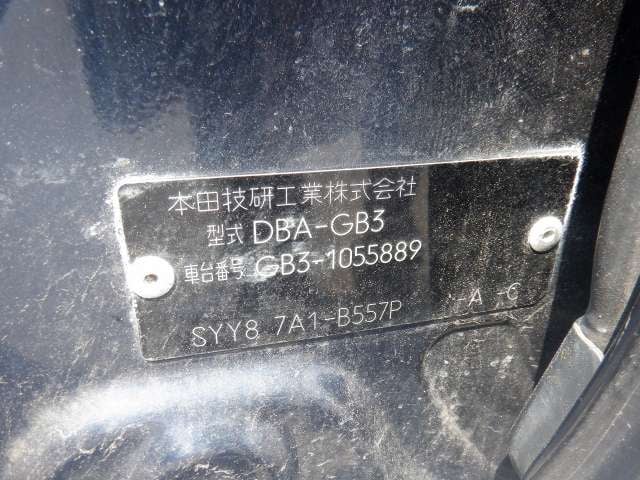 本田技研工業株式会社
型式 DBA-GB3
車台番号 GB3-1055889
SYY8 7A1-B557P -A -C